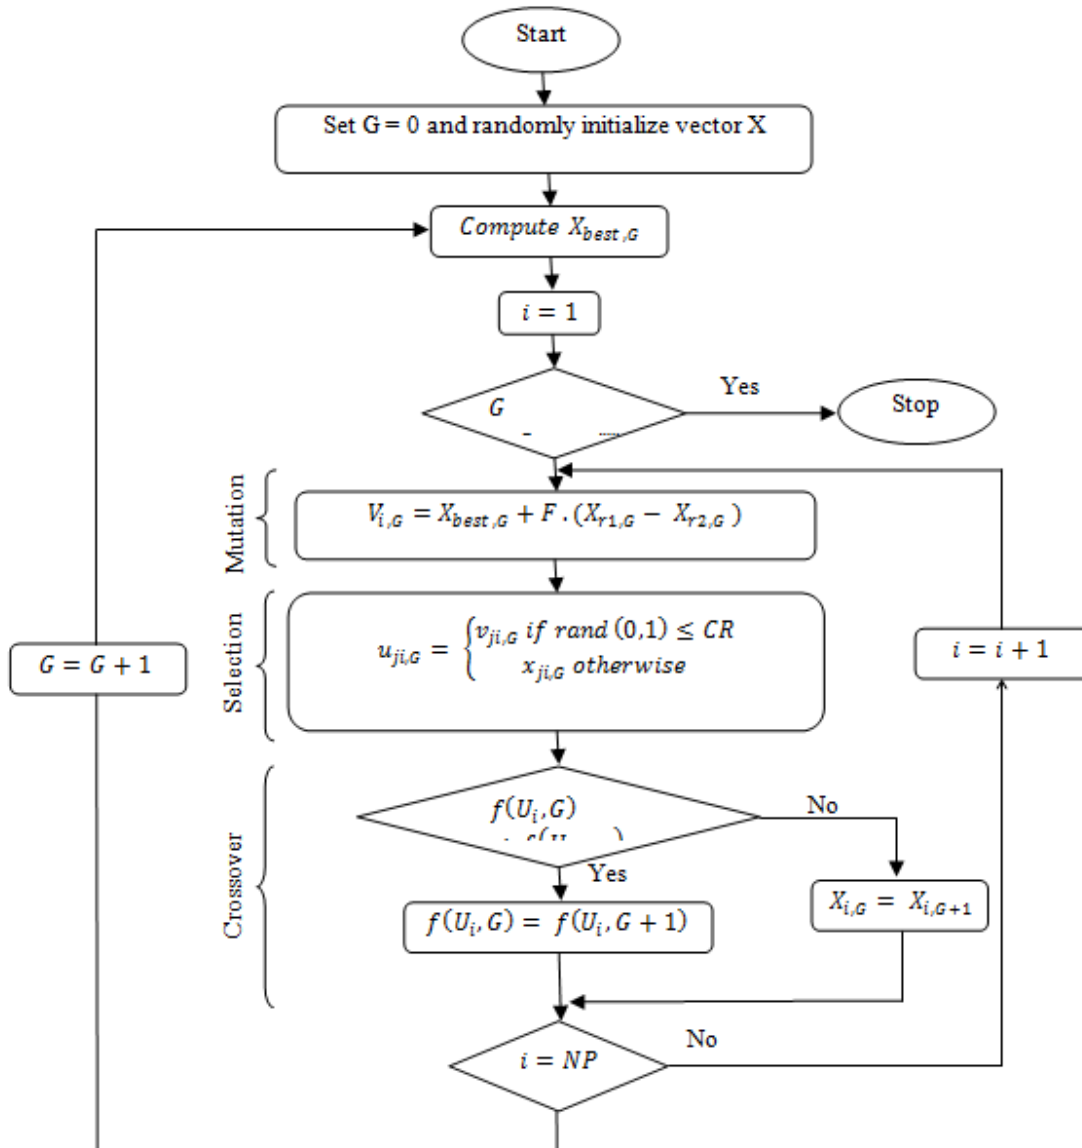 Start
Set G = 0 and randomly initialize vector X
Compute X_{best,G}
i = 1
Yes
G
Stop
Mutation
V_{i,G} = X_{best,G} + F . (X_{r1,G} − X_{r2,G})
Selection
u_{ji,G} = { v_{ji,G} if rand (0,1) ≤ CR
x_{ji,G} otherwise
G = G + 1
i = i + 1
Crossover
f(U_i, G)
No
Yes
f(U_i, G) = f(U_i, G + 1)
X_{i,G} = X_{i,G+1}
i = NP
No